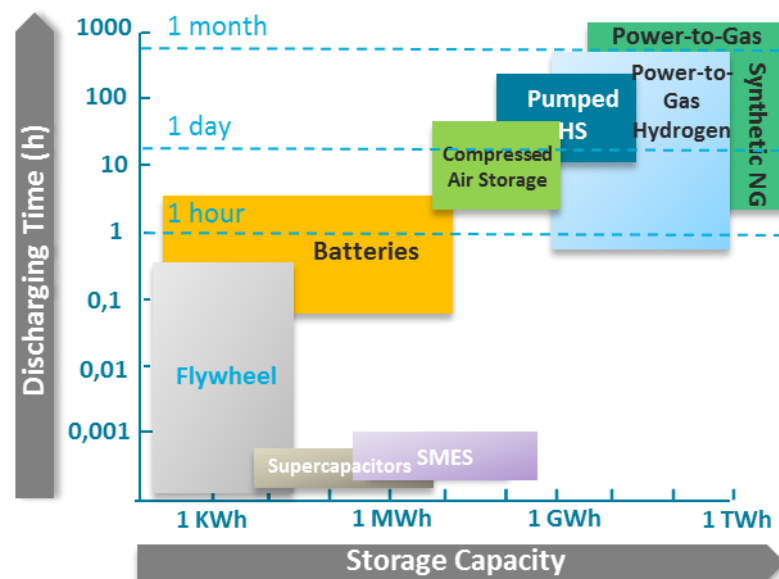 1000
1 month
Power-to-Gas
Synthetic NG
Power-to-
Gas
Hydrogen
100
Pumped
HS
1 day
10
Compressed
Air Storage
1 hour
1
Batteries
0,1
0,01
Flywheel
0,001
Supercapacitors
SMES
1 KWh
1 MWh
1 GWh
1 TWh
Discharging Time (h)
Storage Capacity